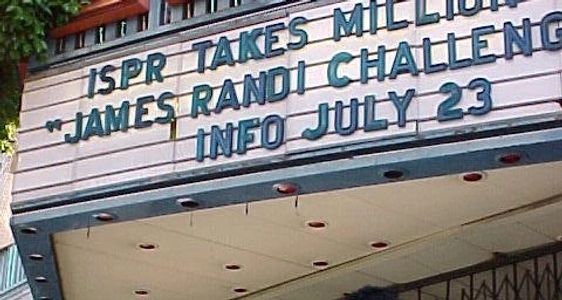 ISPR TAKES MILLION
"JAMES RANDI CHALLENG
INFO JULY 23